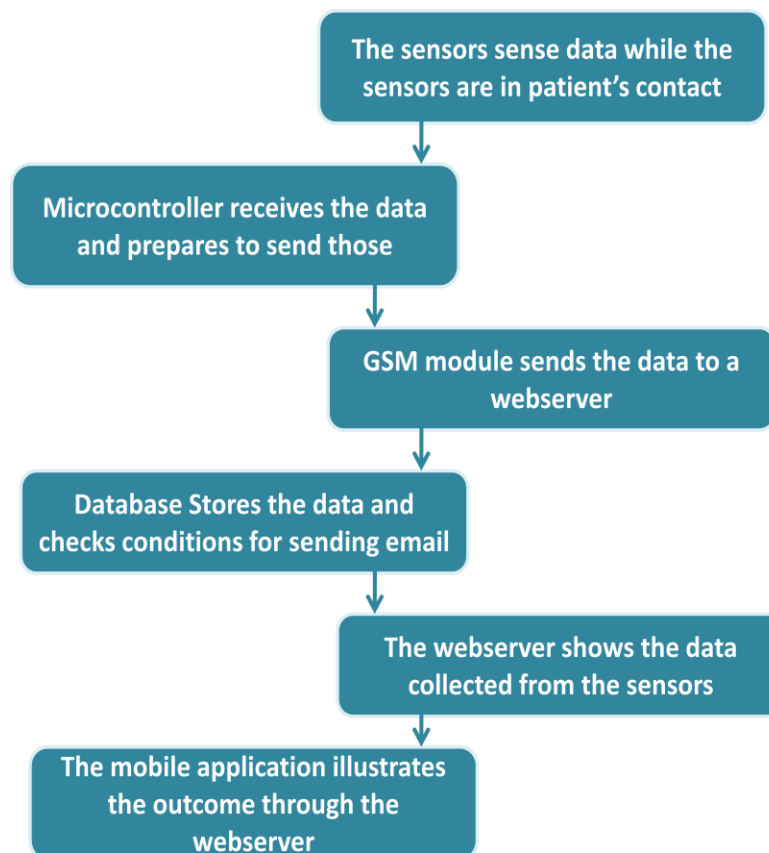 The sensors sense data while the
sensors are in patient’s contact
Microcontroller receives the data
and prepares to send those
GSM module sends the data to a
webserver
Database Stores the data and
checks conditions for sending email
The webserver shows the data
collected from the sensors
The mobile application illustrates
the outcome through the
webserver